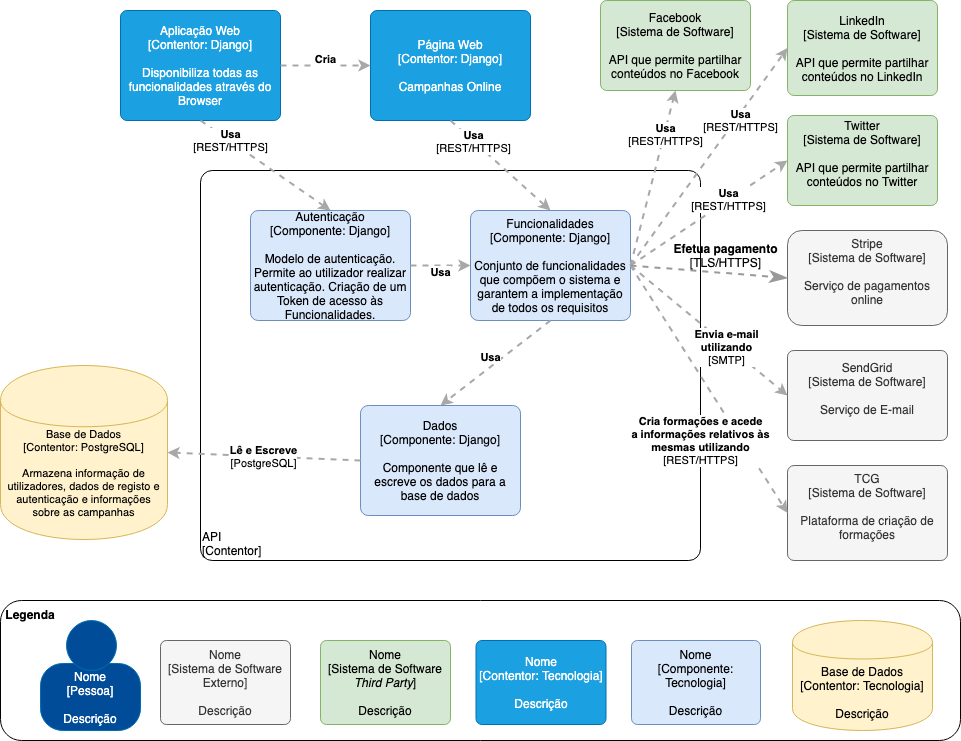 Aplicação Web
[Contentor: Django]
Disponibiliza todas as
funcionalidades através do
Browser
Cria
Página Web
[Contentor: Django]
Campanhas Online
Facebook
[Sistema de Software]
API que permite partilhar
conteúdos no Facebook
LinkedIn
[Sistema de Software]
API que permite partilhar
conteúdos no LinkedIn
Usa
[REST/HTTPS]
Usa
[REST/HTTPS]
Usa
[REST/HTTPS]
Usa
[REST/HTTPS]
Twitter
[Sistema de Software]
API que permite partilhar
conteúdos no Twitter
Usa
[REST/HTTPS]
Autenticação
[Componente: Django]
Modelo de autenticação.
Permite ao utilizador realizar
autenticação. Criação de um
Token de acesso às
Funcionalidades.
Usa
Funcionalidades
[Componente: Django]
Conjunto de funcionalidades
que compõem o sistema e
garantem a implementação
de todos os requisitos
Efetua pagamento
[TLS/HTTPS]
Stripe
[Sistema de Software]
Serviço de pagamentos
online
Envia e-mail
utilizando
[SMTP]
Usa
SendGrid
[Sistema de Software]
Serviço de E-mail
Cria formações e acede
a informações relativos às
mesmas utilizando
[REST/HTTPS]
Dados
[Componente: Django]
Componente que lê e
escreve os dados para a
base de dados
Lê e Escreve
[PostgreSQL]
Base de Dados
[Contentor: PostgreSQL]
Armazena informação de
utilizadores, dados de registo e
autenticação e informações
sobre as campanhas
TCG
[Sistema de Software]
Plataforma de criação de
formações
API
[Contentor]
Legenda
Nome
[Pessoa]
Descrição
Nome
[Sistema de Software
Externo]
Descrição
Nome
[Sistema de Software
Third Party]
Descrição
Nome
[Contentor: Tecnologia]
Descrição
Nome
[Componente:
Tecnologia]
Descrição
Base de Dados
[Contentor: Tecnologia]
Descrição